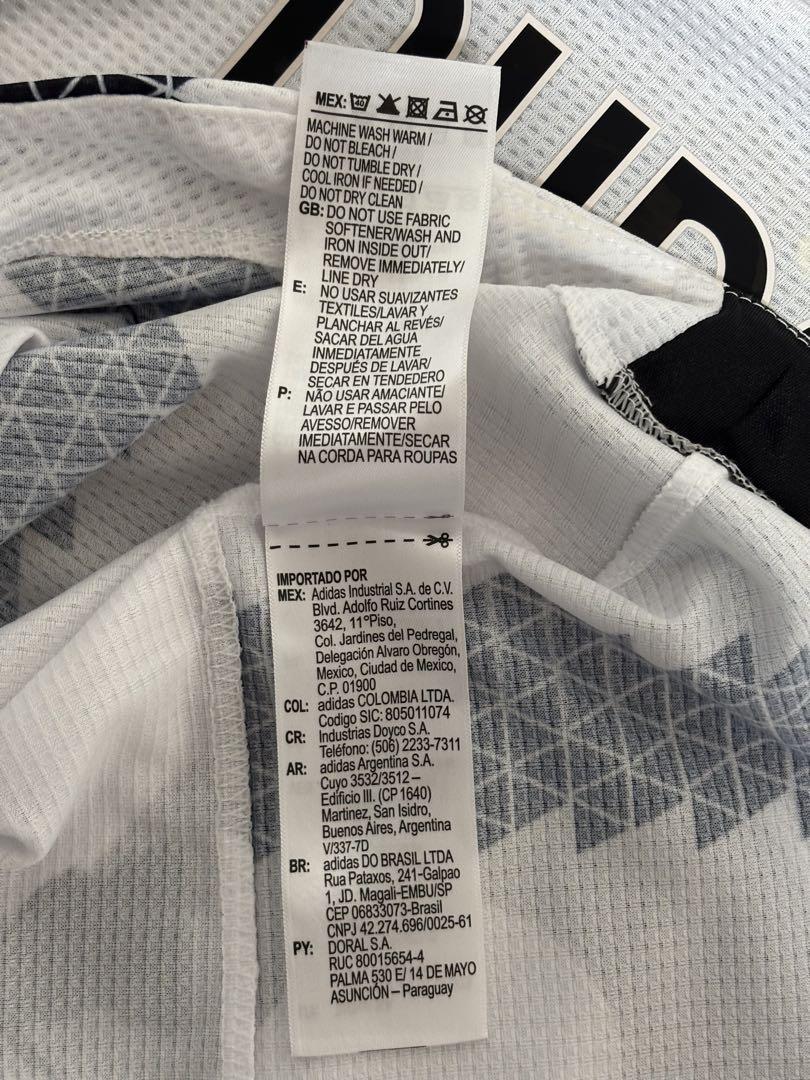 MEX:
MACHINE WASH WARM /
DO NOT BLEACH /
DO NOT TUMBLE DRY /
COOL IRON IF NEEDED /
DO NOT DRY CLEAN
GB: DO NOT USE FABRIC
SOFTENER/WASH AND
IRON INSIDE OUT/
REMOVE IMMEDIATELY/
LINE DRY
E: NO USAR SUAVIZANTES
TEXTILES/LAVAR Y
PLANCHAR AL REVÉS/
SACAR DEL AGUA
INMEDIATAMENTE
DESPUÉS DE LAVAR/
SECAR EN TENDEDERO
P: NÃO USAR AMACIANTE/
LAVAR E PASSAR PELO
AVESSO/REMOVER
IMEDIATAMENTE/SECAR
NA CORDA PARA ROUPAS
IMPORTADO POR
MEX: Adidas Industrial S.A. de C.V.
Blvd. Adolfo Ruiz Cortines
3642, 11°Piso,
Col. Jardines del Pedregal,
Delegación Alvaro Obregón,
Mexico, Ciudad de Mexico,
C.P. 01900
COL: adidas COLOMBIA LTDA.
Codigo SIC: 805011074
CR: Industrias Doyco S.A.
Teléfono: (506) 2233-7311
AR: adidas Argentina S.A.
Cuyo 3532/3512 –
Edificio III. (CP 1640)
Martinez, San Isidro,
Buenos Aires, Argentina
V/337-7D
BR: adidas DO BRASIL LTDA
Rua Pataxos, 241-Galpao
1, JD. Magali-EMBU/SP
CEP 06833073-Brasil
CNPJ 42.274.696/0025-61
PY: DORAL S.A.
RUC 80015654-4
PALMA 530 E/ 14 DE MAYO
ASUNCIÓN – Paraguay